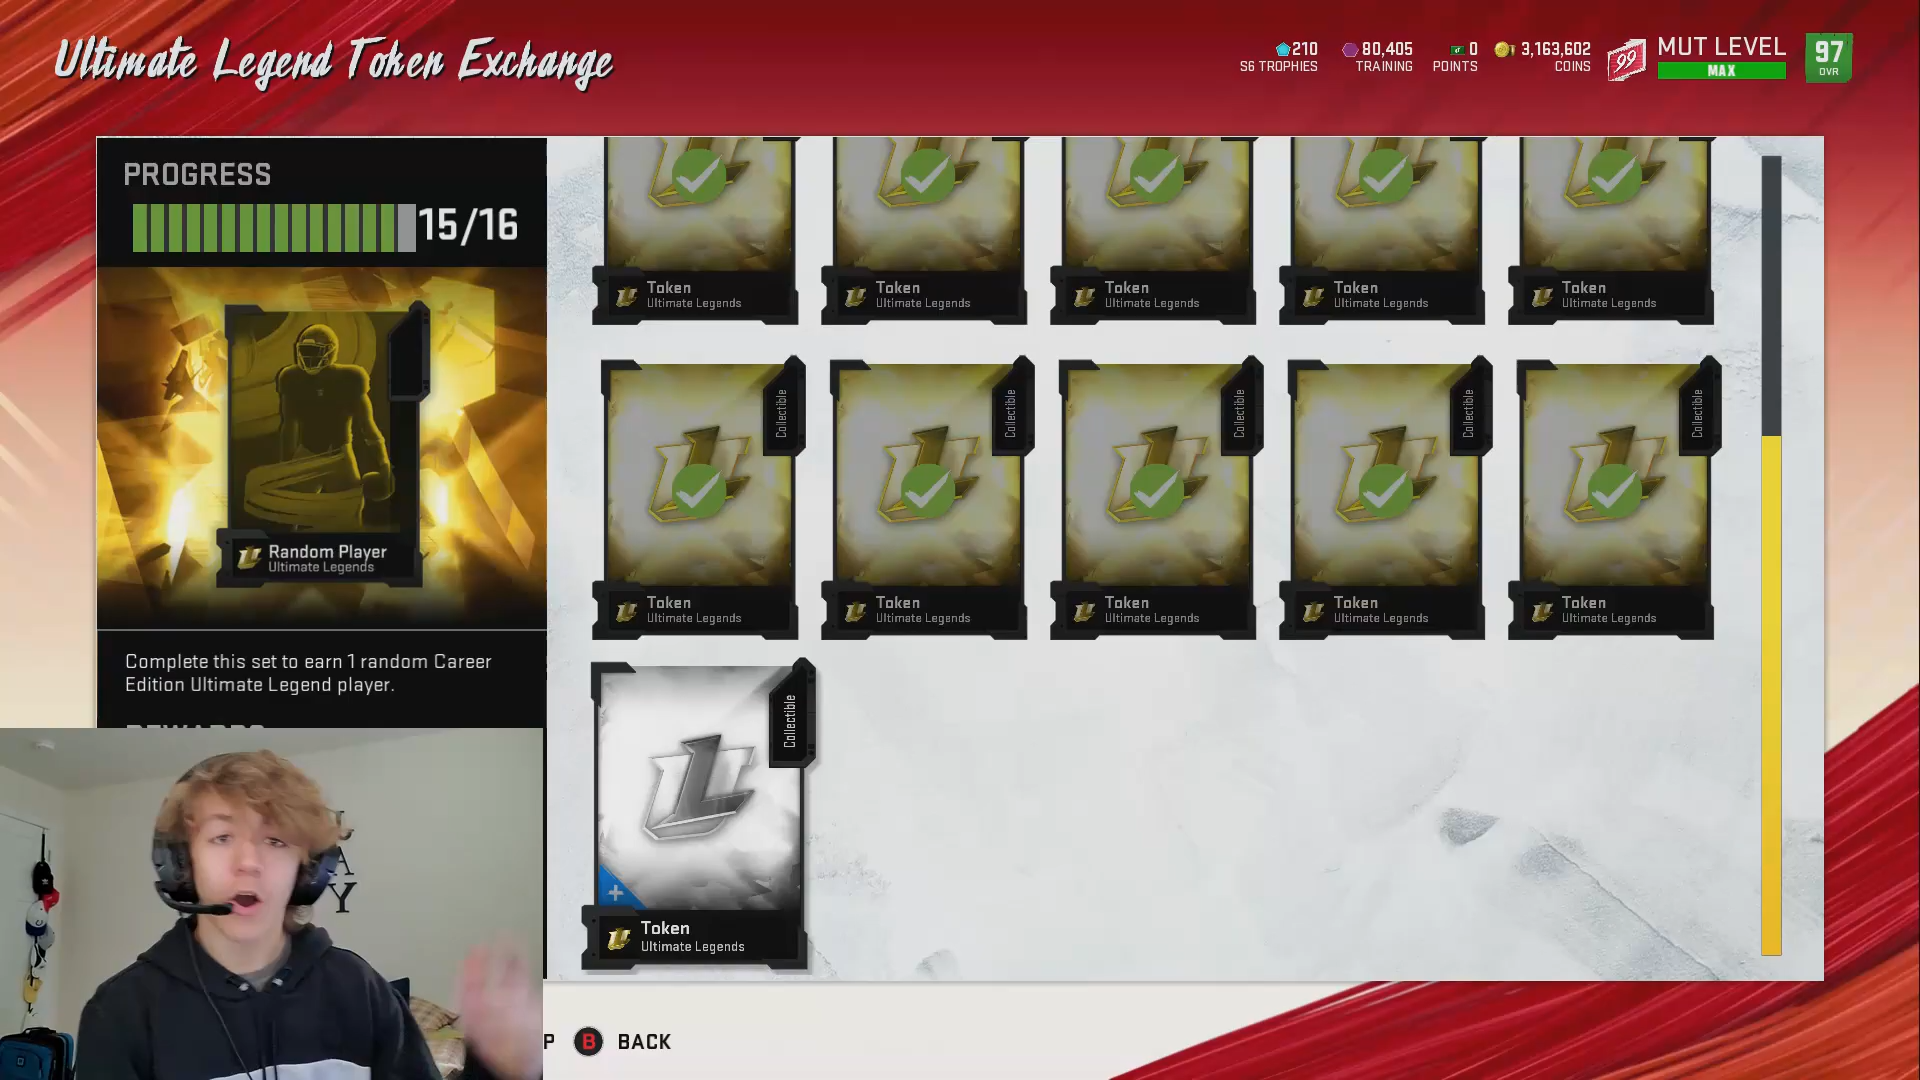 Ultimate Legend Token Exchange
210
S6 TROPHIES
80,405
TRAINING
0
POINTS
3,163,602
COINS
99
MUT LEVEL
MAX
97
OVR
PROGRESS
15/16
Random Player
Ultimate Legends
Complete this set to earn 1 random Career
Edition Ultimate Legend player.
Token
Ultimate Legends
Token
Ultimate Legends
Token
Ultimate Legends
Token
Ultimate Legends
Token
Ultimate Legends
Collectible
Token
Ultimate Legends
Collectible
Token
Ultimate Legends
Collectible
Token
Ultimate Legends
Collectible
Token
Ultimate Legends
Collectible
Token
Ultimate Legends
Collectible
Token
Ultimate Legends
B BACK